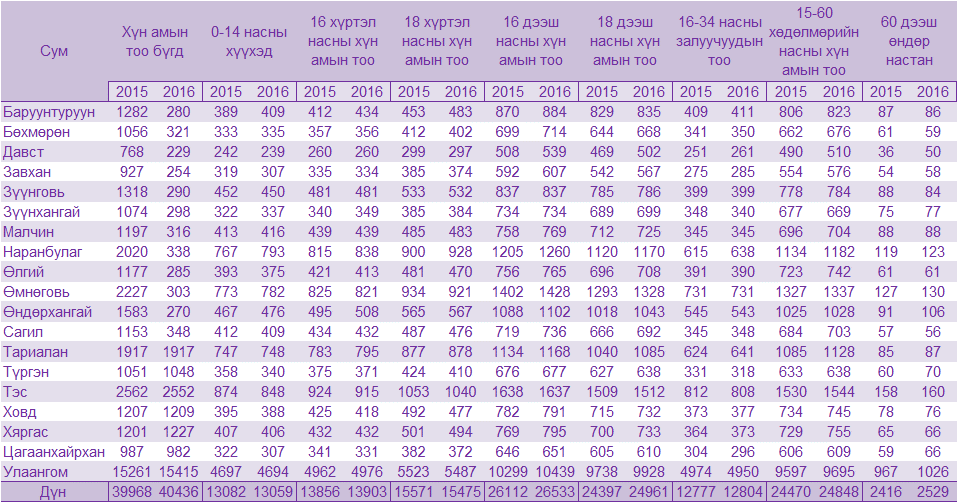 Сум Хүн амын тоо бүгд 0-14 насны хүүхэд 16 хүртэл насны хүн амын тоо 18 хүртэл насны хүн амын тоо 16 дээш насны хүн амын тоо 18 дээш насны хүн амын тоо 16-34 насны залуучуудын тоо 15-60 хөдөлмөрийн насны хүн амын тоо 60 дээш өндөр настан
2015 2016 2015 2016 2015 2016 2015 2016 2015 2016 2015 2016 2015 2016 2015 2016 2015 2016
Баруунтуруун 1282 280 389 409 412 434 453 483 870 884 829 835 409 411 806 823 87 86
Бөхмөрөн 1056 321 333 335 357 356 412 402 699 714 644 668 341 350 662 676 61 59
Давст 768 229 242 239 260 260 299 297 508 539 469 502 251 261 490 510 36 50
Завхан 927 254 319 307 335 334 385 374 592 607 542 567 275 285 554 576 54 58
Зүүнговь 1318 290 452 450 481 481 533 532 837 837 785 786 399 399 778 784 88 84
Зүүнхангай 1074 298 322 337 340 349 385 384 734 734 689 699 348 340 677 669 75 77
Малчин 1197 316 413 416 439 439 485 483 758 769 712 725 345 345 696 704 88 88
Наранбулаг 2020 338 767 793 815 838 900 928 1205 1260 1120 1170 615 638 1134 1182 119 123
Өлгий 1177 285 393 375 421 413 481 470 756 765 696 708 391 390 723 742 61 61
Өмнөговь 2227 303 773 782 825 821 934 921 1402 1428 1293 1328 731 731 1327 1337 127 130
Өндөрхангай 1583 270 467 476 495 508 565 567 1088 1102 1018 1043 545 543 1025 1028 91 106
Сагил 1153 348 412 409 434 432 487 476 719 736 666 692 345 348 684 703 57 56
Тариалан 1917 1917 747 748 783 795 877 878 1134 1168 1040 1085 624 641 1085 1128 85 87
Түргэн 1051 1048 358 340 375 371 424 410 676 677 627 638 331 318 633 638 60 70
Тэс 2562 2552 874 848 924 915 1053 1040 1638 1637 1509 1512 812 808 1530 1544 158 160
Ховд 1207 1209 395 388 425 418 492 477 782 791 715 732 373 377 734 745 78 76
Хяргас 1201 1227 407 406 432 432 501 494 769 795 700 733 364 373 729 755 65 66
Цагаанхайрхан 987 982 322 307 341 331 382 372 646 651 605 610 304 296 606 609 59 66
Улаангом 15261 15415 4697 4694 4962 4976 5523 5487 10299 10439 9738 9928 4974 4950 9597 9695 967 1026
Дүн 39968 40436 13082 13059 13856 13903 15571 15475 26112 26533 24397 24961 12777 12804 24470 24848 2416 2529